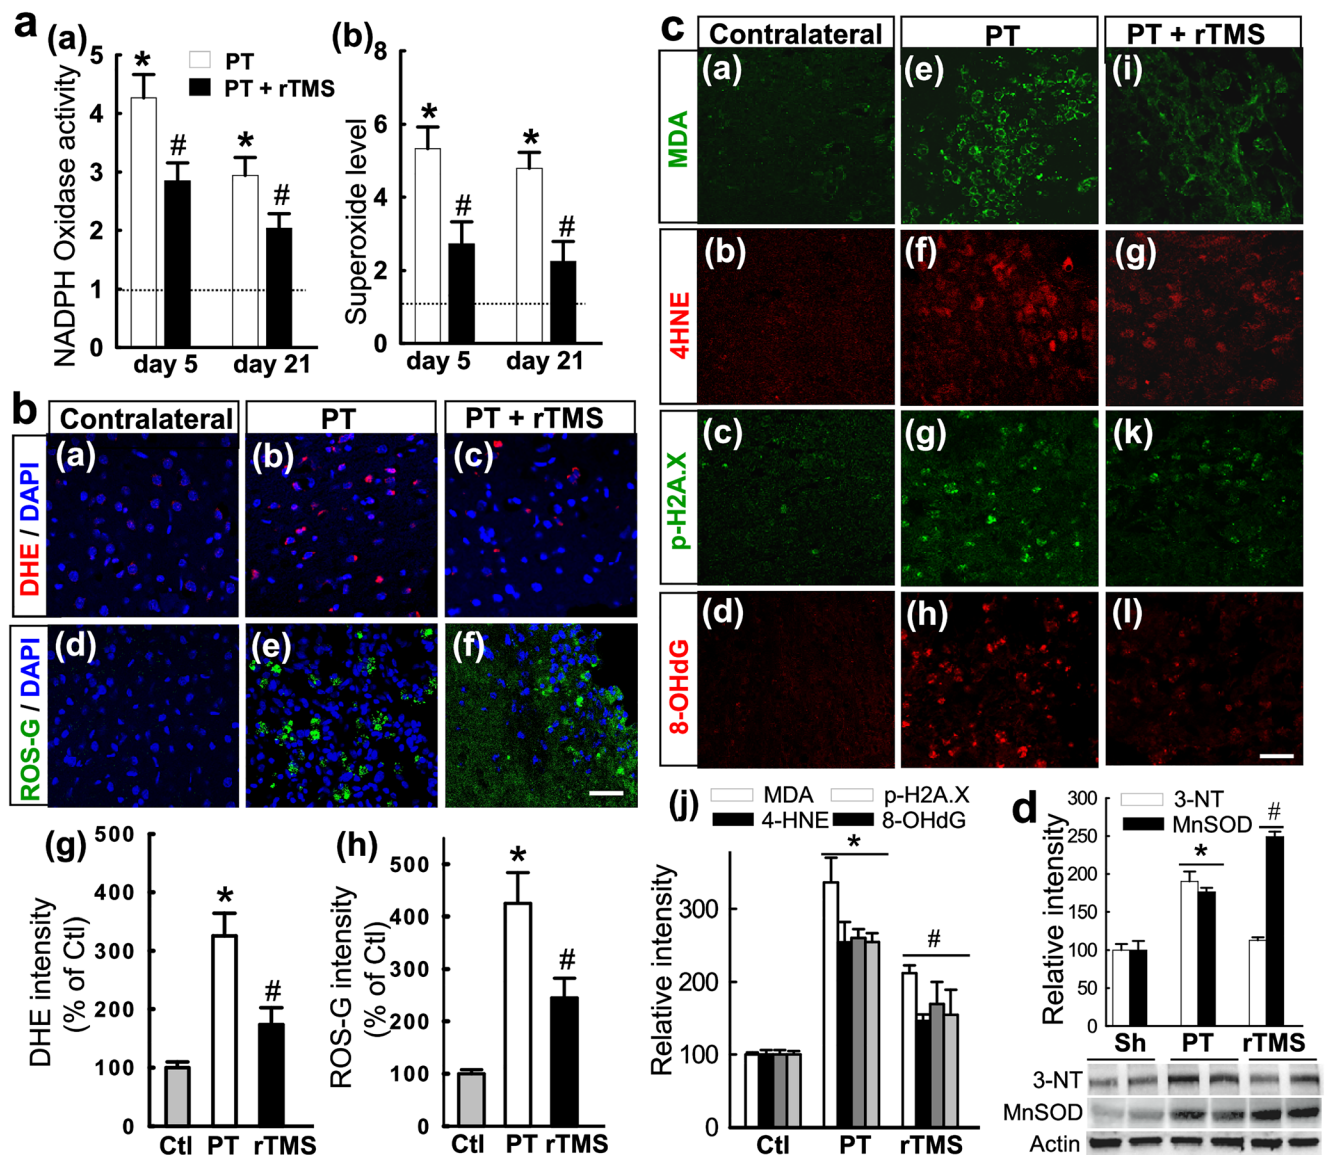 a
(a)
NADPH Oxidase activity
5
4
3
2
1
0
PT
PT + rTMS
*
#
*
#
day 5
day 21
(b)
Superoxide level
8
6
4
2
0
*
#
*
#
day 5
day 21
b
Contralateral
PT
PT + rTMS
DHE / DAPI
(a)
(b)
(c)
ROS-G / DAPI
(d)
(e)
(f)
(g)
DHE intensity
(% of Ctl)
500
400
300
200
100
0
*
#
Ctl
PT
rTMS
(h)
ROS-G intensity
(% of Ctl)
500
400
300
200
100
0
*
#
Ctl
PT
rTMS
c
Contralateral
PT
PT + rTMS
MDA
(a)
(e)
(i)
4HNE
(b)
(f)
(g)
p-H2A.X
(c)
(g)
(k)
8-OHdG
(d)
(h)
(l)
(j)
MDA
p-H2A.X
4-HNE
8-OHdG
Relative intensity
300
200
100
0
*
#
Ctl
PT
rTMS
d
3-NT
MnSOD
Relative intensity
300
250
200
150
100
50
0
*
#
Sh
PT
rTMS
3-NT
MnSOD
Actin